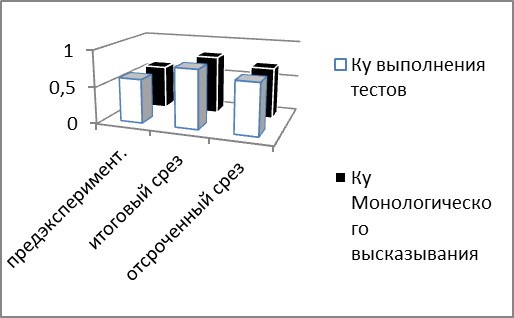 1
0,5
0
предэксперимент.
итоговый срез
отсроченный срез
Ку выполнения
тестов
Ку
Монологическо
го
высказывания